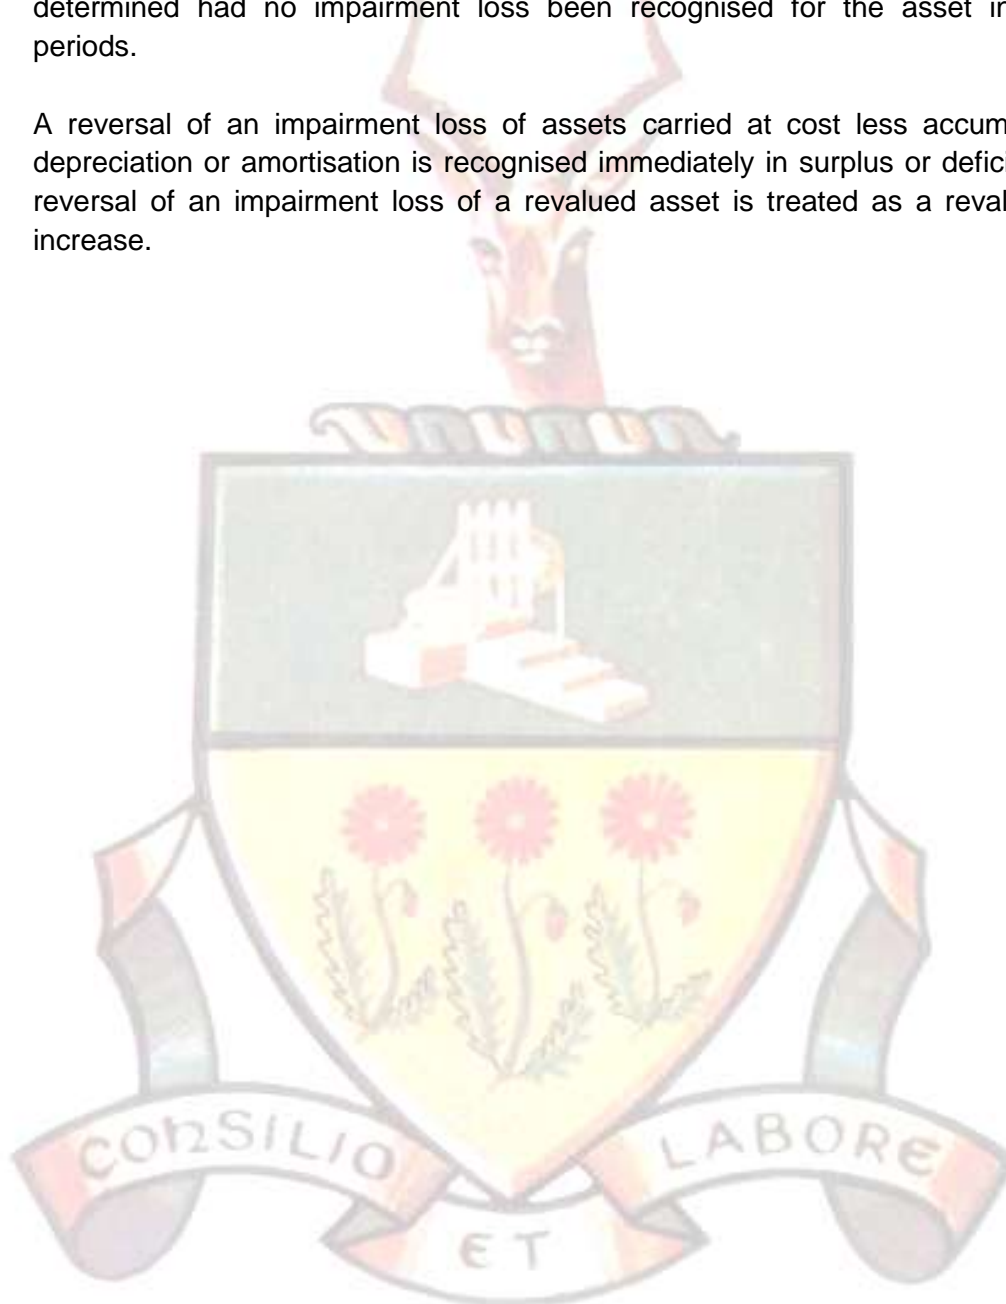 determined had no impairment loss been recognised for the asset in
periods.
A reversal of an impairment loss of assets carried at cost less accum
depreciation or amortisation is recognised immediately in surplus or defici
reversal of an impairment loss of a revalued asset is treated as a reval
increase.
CONSILIO
LABORE
ET